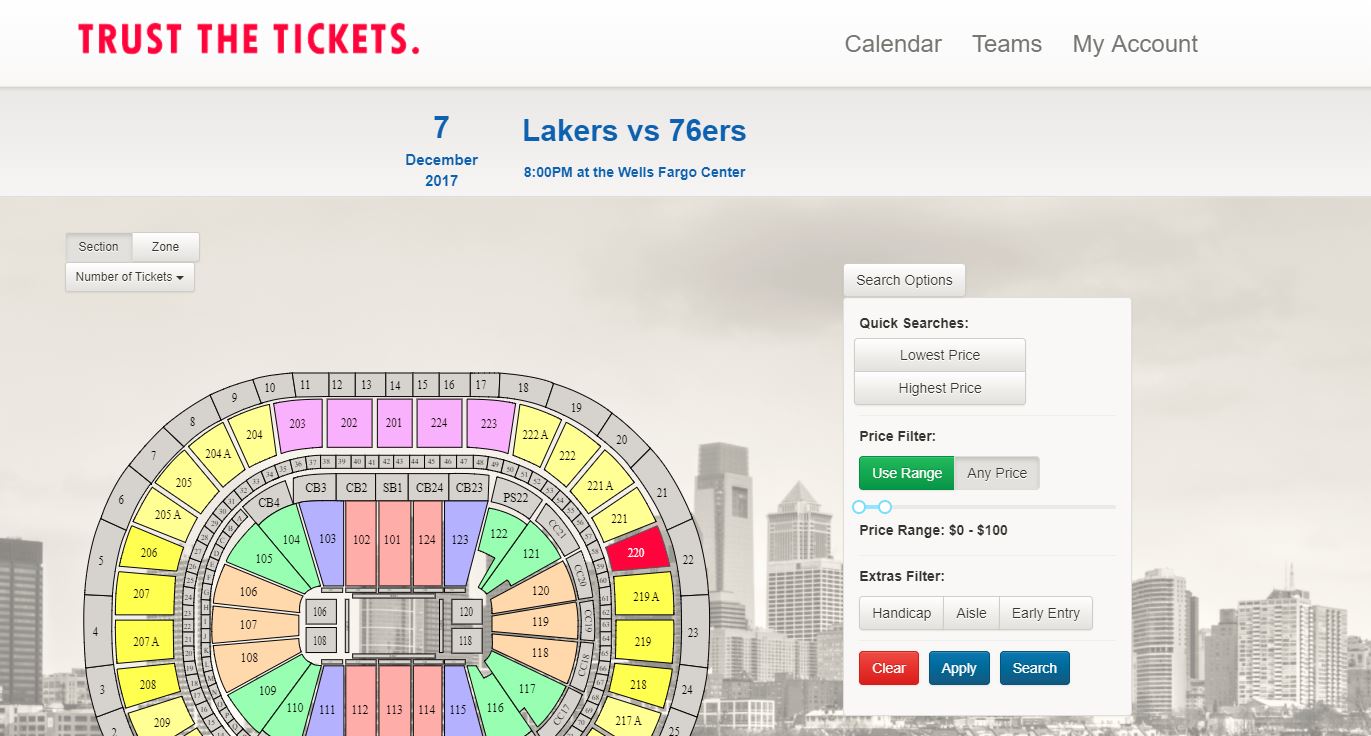 TRUST THE TICKETS.
Calendar Teams My Account
7
December
2017
Lakers vs 76ers
8:00PM at the Wells Fargo Center
Section Zone
Number of Tickets
Search Options
Quick Searches:
Lowest Price
Highest Price
Price Filter:
Use Range Any Price
Price Range: $0 - $100
Extras Filter:
Handicap Aisle Early Entry
Clear Apply Search
10 11 12 13 14 15 16 17 18
9 19
8 20
7 21
6 22
5 23
4 24
3 25
2
203 202 201 224 223
204 222 A
204 A 222
205 221 A
205 A 221
206 220
207 219 A
207 A 219
208 218
209 217 A
CB4 CB3 CB2 SB1 CB24 CB23 PS22
CC21
CC20
CC19
CC18
CC17
105 104 103 102 101 124 123 122 121
106 106 120 120
107 119
108 108 118 118
109 110 111 112 113 114 115 116 117